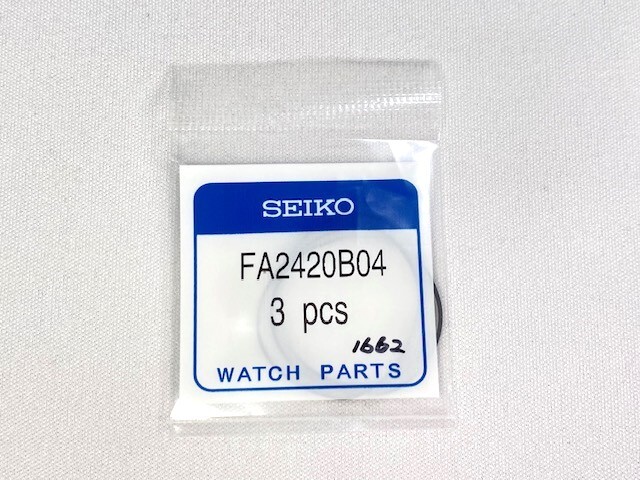 SEIKO
FA2420B04
3 pcs
1662
WATCH PARTS